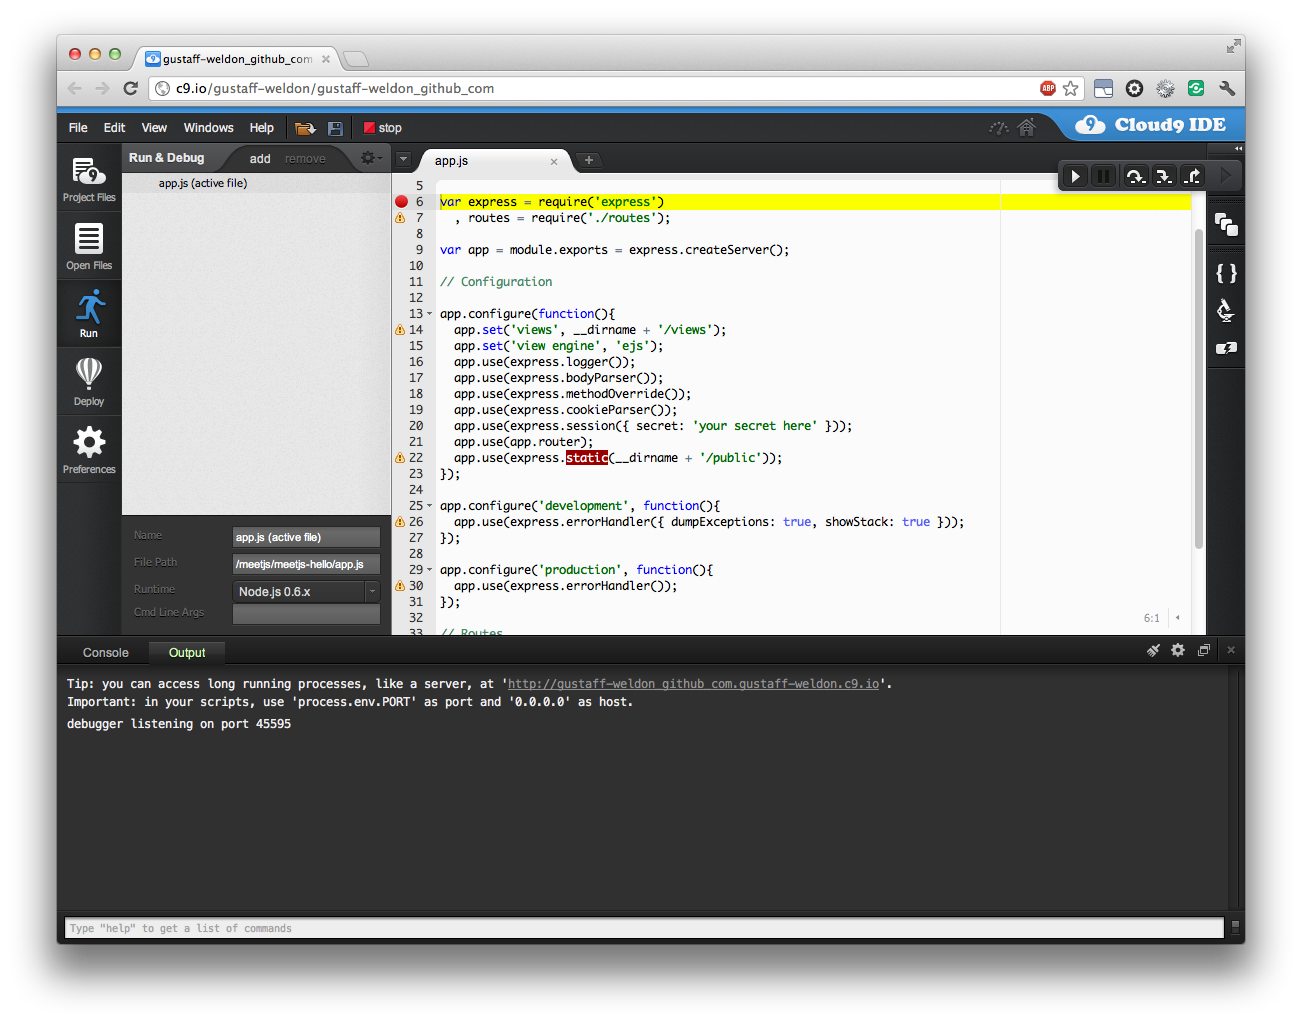 gustaff-weldon_github_com
c9.io/gustaff-weldon/gustaff-weldon_github_com
ABP
File Edit View Windows Help stop
9 Cloud9 IDE
Project Files
Open Files
Run
Deploy
Preferences
Run & Debug add remove
app.js (active file)
Name app.js (active file)
File Path /meetjs/meetjs-hello/app.js
Runtime Node.js 0.6.x
Cmd Line Args
app.js
5
6 var express = require('express')
7 , routes = require('./routes');
8
9 var app = module.exports = express.createServer();
10
11 // Configuration
12
13 app.configure(function(){
14 app.set('views', __dirname + '/views');
15 app.set('view engine', 'ejs');
16 app.use(express.logger());
17 app.use(express.bodyParser());
18 app.use(express.methodOverride());
19 app.use(express.cookieParser());
20 app.use(express.session({ secret: 'your secret here' }));
21 app.use(app.router);
22 app.use(express.static(__dirname + '/public'));
23 });
24
25 app.configure('development', function(){
26 app.use(express.errorHandler({ dumpExceptions: true, showStack: true }));
27 });
28
29 app.configure('production', function(){
30 app.use(express.errorHandler());
31 });
32
33 // Routes
6:1
Console Output
Tip: you can access long running processes, like a server, at 'http://gustaff-weldon_github_com.gustaff-weldon.c9.io'.
Important: in your scripts, use 'process.env.PORT' as port and '0.0.0.0' as host.
debugger listening on port 45595
Type "help" to get a list of commands